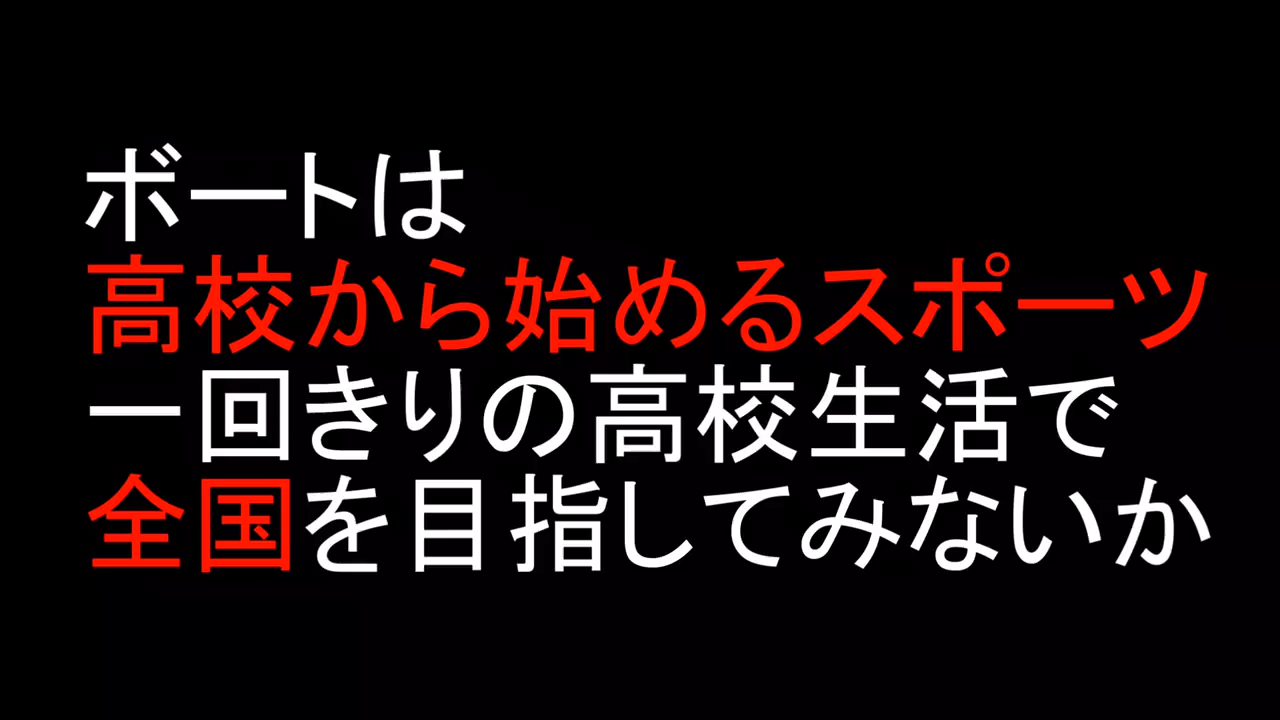 ボートは
高校から始めるスポーツ
一回きりの高校生活で
全国を目指してみないか